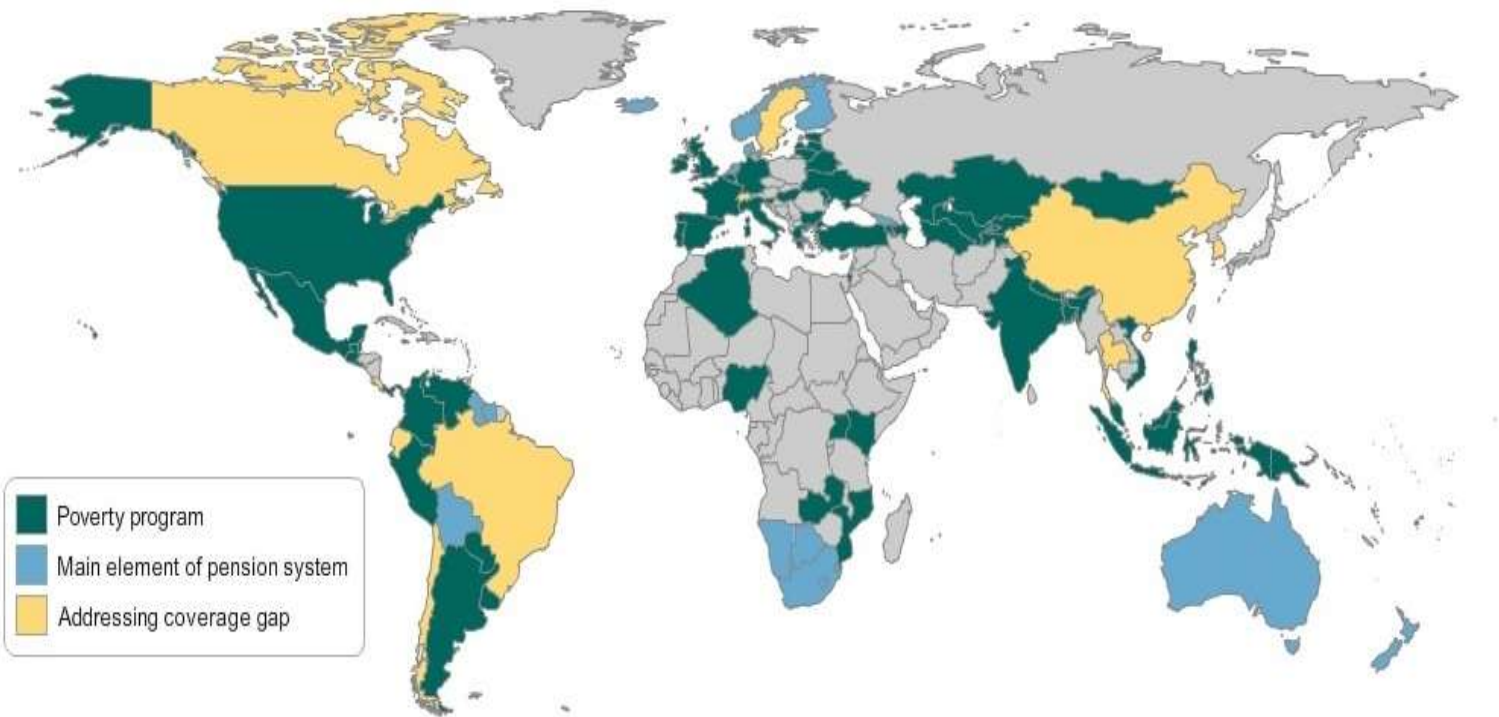 Poverty program
Main element of pension system
Addressing coverage gap